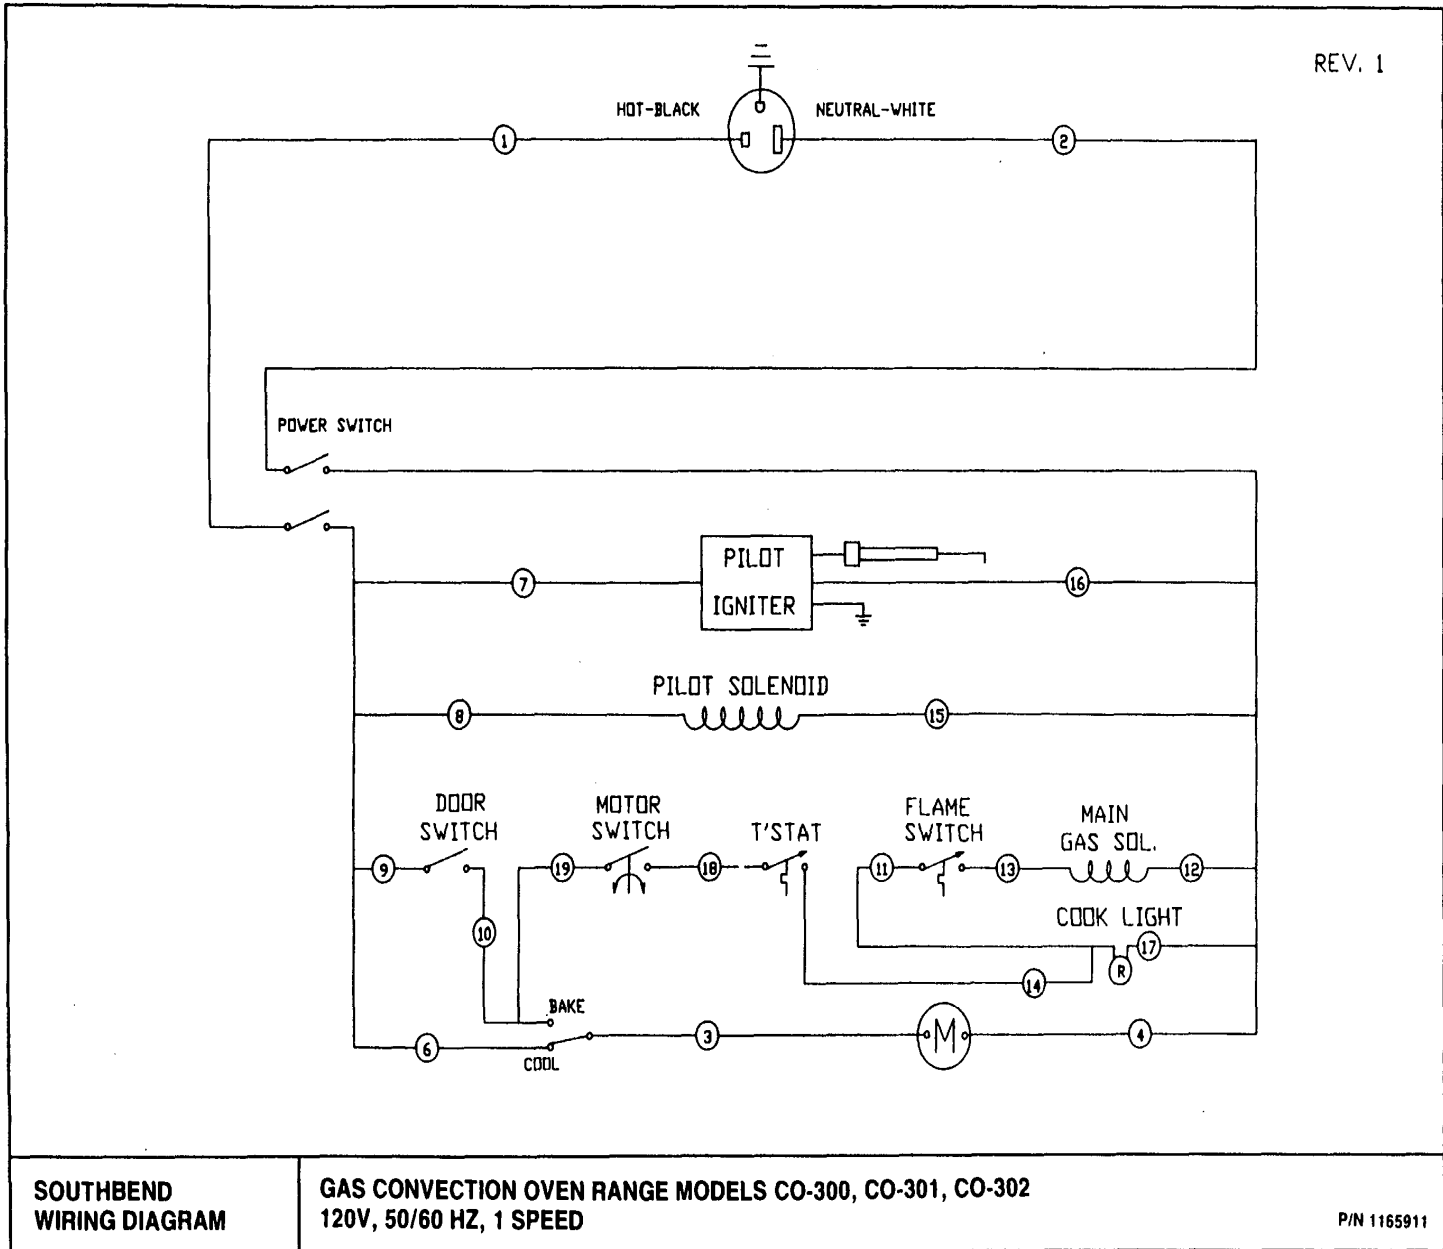 REV. 1
HOT-BLACK
NEUTRAL-WHITE
1
2
POWER SWITCH
PILOT
IGNITER
7
16
PILOT SOLENOID
8
15
DOOR
SWITCH
MOTOR
SWITCH
T'STAT
FLAME
SWITCH
MAIN
GAS SOL.
9
19
18
11
13
12
10
COOK LIGHT
17
R
14
BAKE
6
COOL
3
M
4
SOUTHBEND
WIRING DIAGRAM
GAS CONVECTION OVEN RANGE MODELS CO-300, CO-301, CO-302
120V, 50/60 HZ, 1 SPEED
P/N 1165911